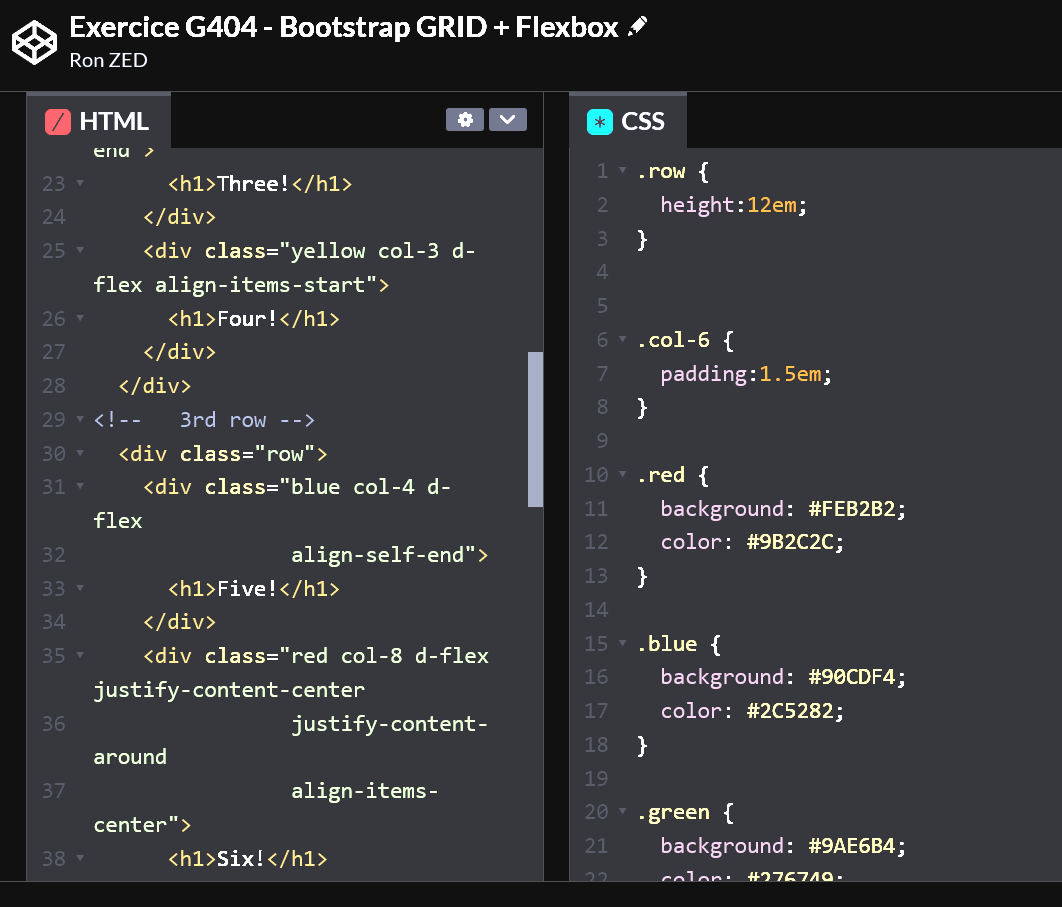 Exercice G404 - Bootstrap GRID + Flexbox
Ron ZED
HTML
end">
23 <h1>Three!</h1>
24 </div>
25 <div class="yellow col-3 d-
flex align-items-start">
26 <h1>Four!</h1>
27 </div>
28 </div>
29 <!--   3rd row -->
30 <div class="row">
31 <div class="blue col-4 d-
flex
32 align-self-end">
33 <h1>Five!</h1>
34 </div>
35 <div class="red col-8 d-flex
justify-content-center
36 justify-content-
around
37 align-items-
center">
38 <h1>Six!</h1>
CSS
1 .row {
2 height:12em;
3 }
4
5
6 .col-6 {
7 padding:1.5em;
8 }
9
10 .red {
11 background: #FEB2B2;
12 color: #9B2C2C;
13 }
14
15 .blue {
16 background: #90CDF4;
17 color: #2C5282;
18 }
19
20 .green {
21 background: #9AE6B4;
22 color: #276749;